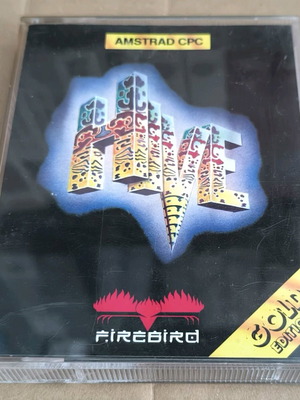 AMSTRAD CPC
HIVE
FIREBIRD
GOLD
EDITION